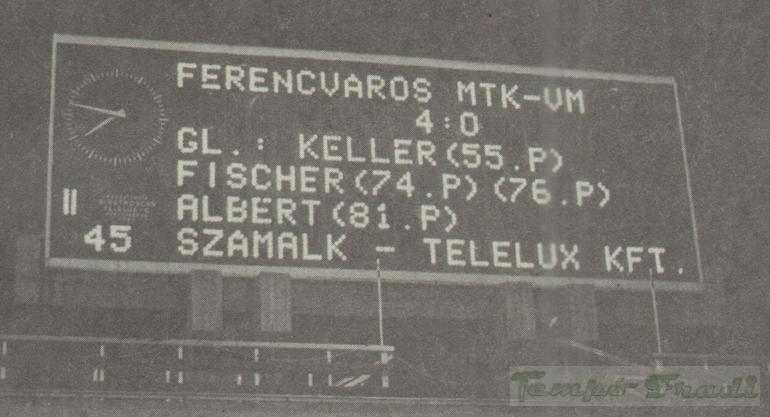 FERENCVAROS MTK-VM
4:0
GL.: KELLER(55.P)
FISCHER(74.P)(76.P)
ALBERT(81.P)
SZAMALK - TELELUX KFT.
II
45
Tempó-Fradi